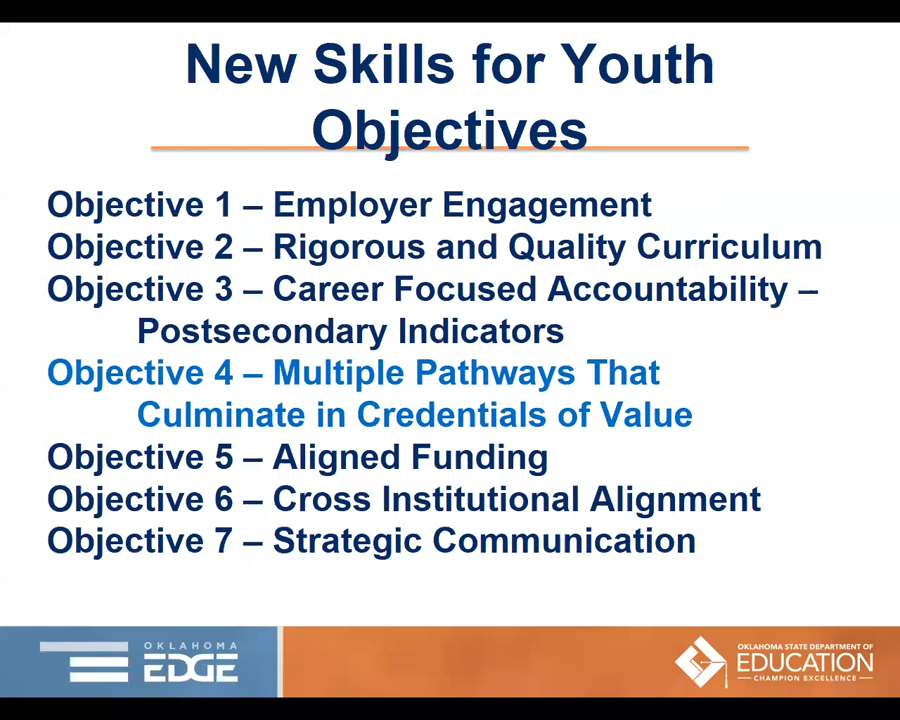 New Skills for Youth
Objectives
Objective 1 – Employer Engagement
Objective 2 – Rigorous and Quality Curriculum
Objective 3 – Career Focused Accountability –
Postsecondary Indicators
Objective 4 – Multiple Pathways That
Culminate in Credentials of Value
Objective 5 – Aligned Funding
Objective 6 – Cross Institutional Alignment
Objective 7 – Strategic Communication
OKLAHOMA
EDGE
OKLAHOMA STATE DEPARTMENT OF
EDUCATION
CHAMPION EXCELLENCE